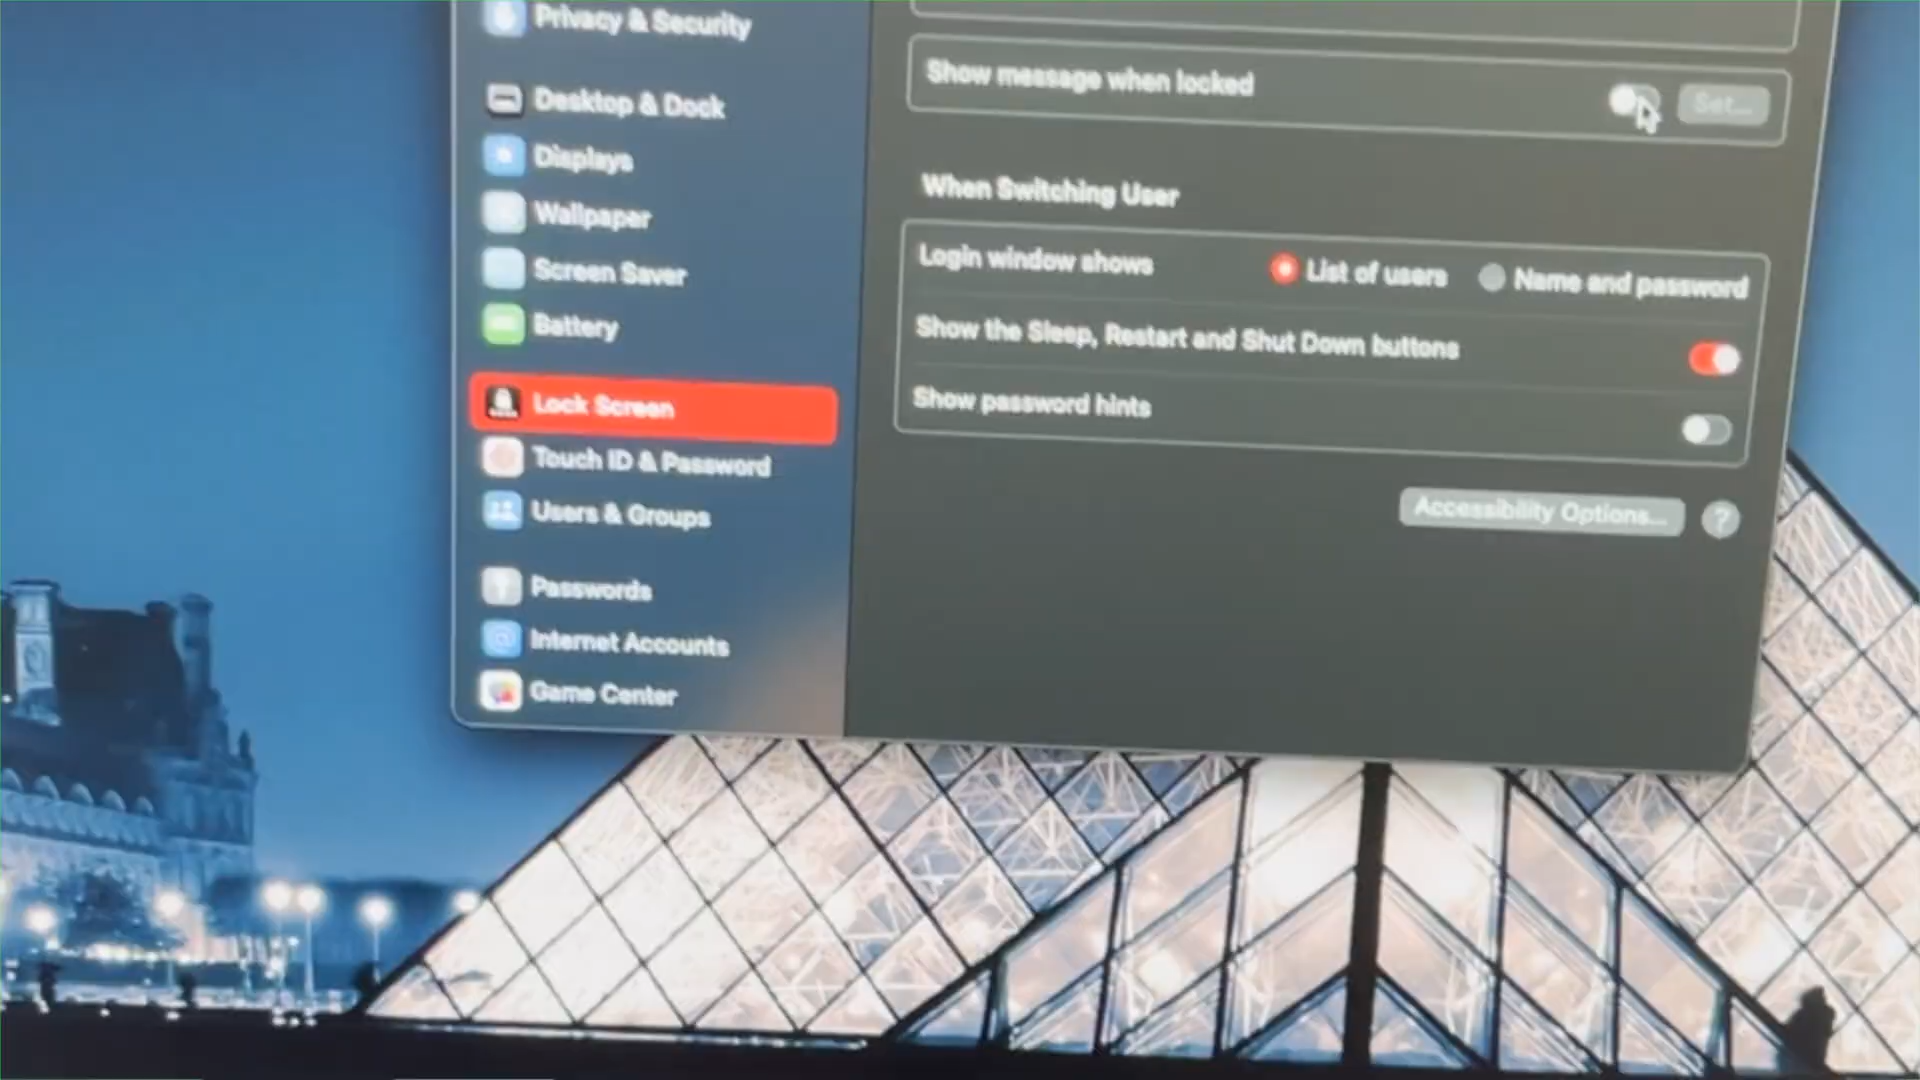 Privacy & Security
Desktop & Dock
Displays
Wallpaper
Screen Saver
Battery
Lock Screen
Touch ID & Password
Users & Groups
Passwords
Internet Accounts
Game Center
Show message when locked
Set...
When Switching User
Login window shows
List of users
Name and password
Show the Sleep, Restart and Shut Down buttons
Show password hints
Accessibility Options...
?